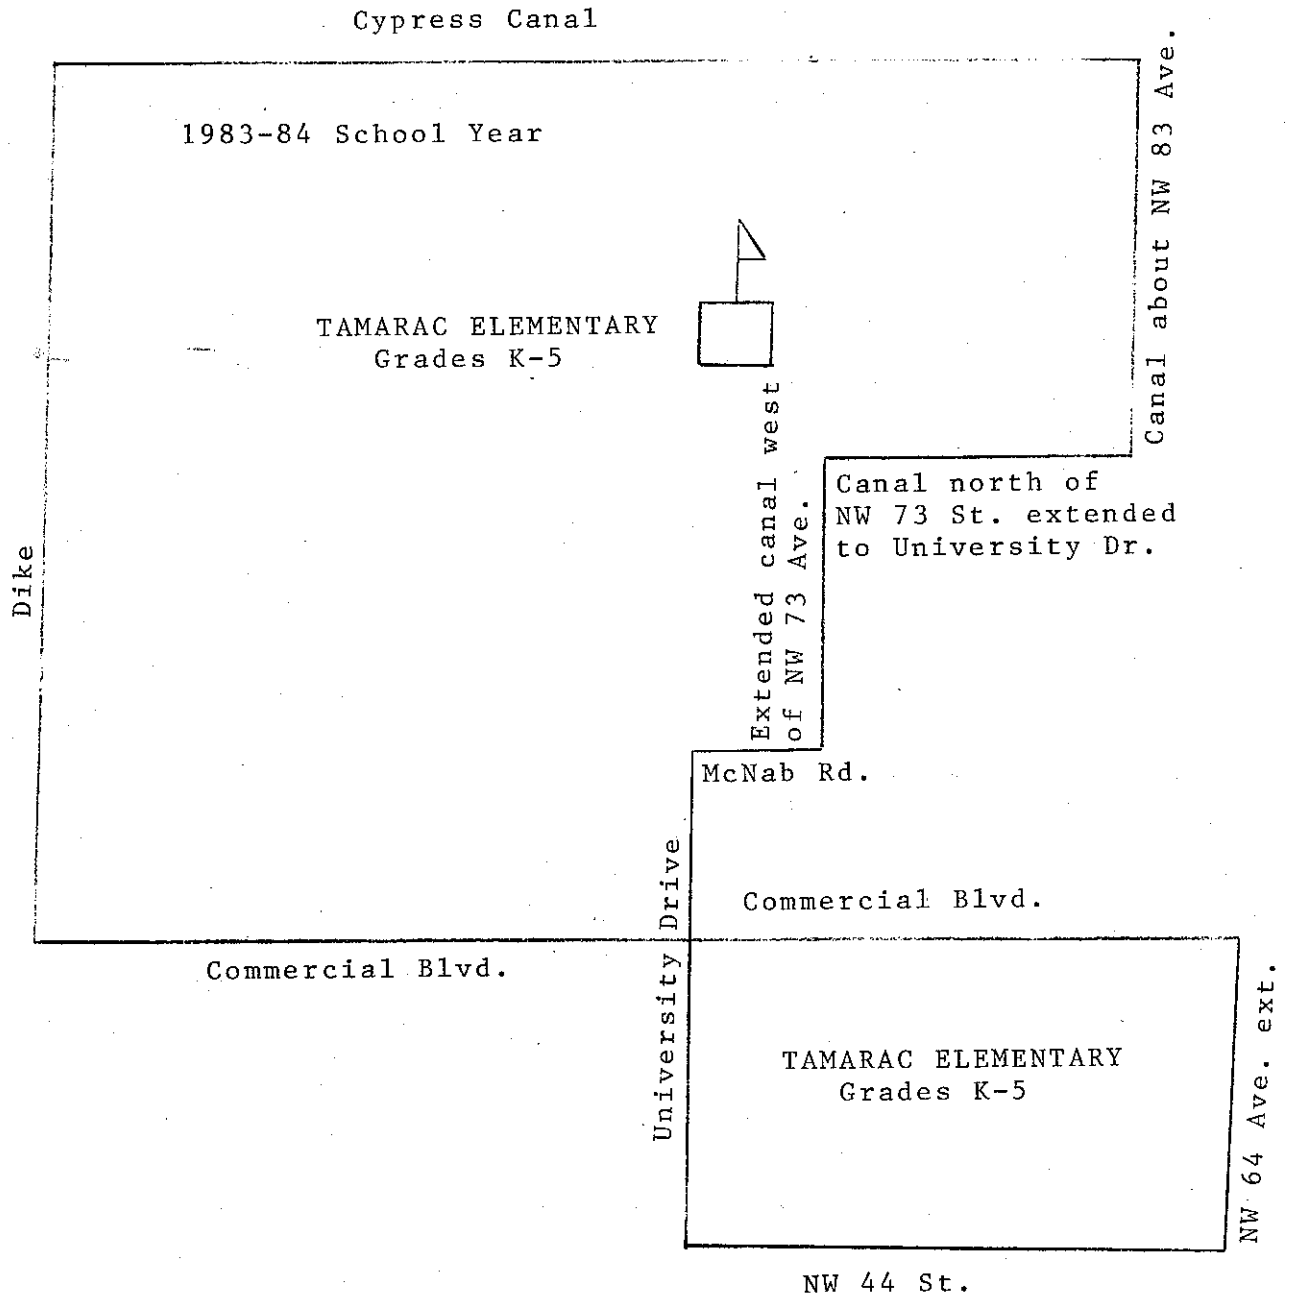 Cypress Canal
1983-84 School Year
Canal about NW 83 Ave.
TAMARAC ELEMENTARY
Grades K-5
Extended canal west
of NW 73 Ave.
Canal north of
NW 73 St. extended
to University Dr.
Dike
McNab Rd.
University Drive
Commercial Blvd.
Commercial Blvd.
TAMARAC ELEMENTARY
Grades K-5
NW 64 Ave. ext.
NW 44 St.